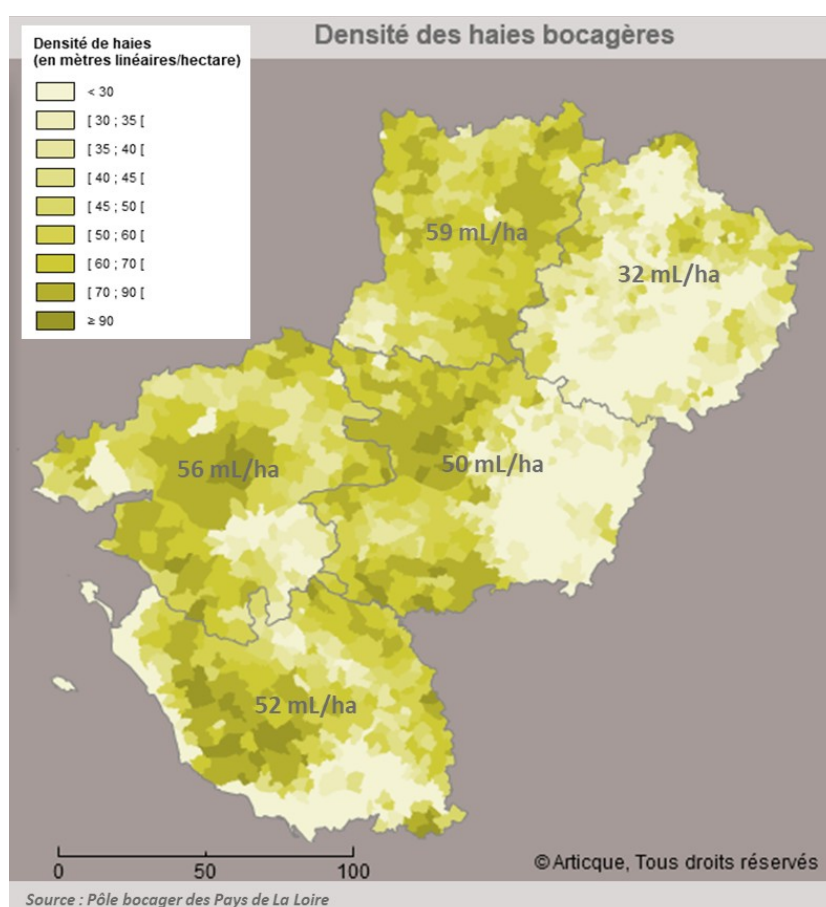 Densité des haies bocagères
Densité de haies
(en mètres linéaires/hectare)
< 30
[ 30 ; 35 [
[ 35 ; 40 [
[ 40 ; 45 [
[ 45 ; 50 [
[ 50 ; 60 [
[ 60 ; 70 [
[ 70 ; 90 [
≥ 90
59 mL/ha
32 mL/ha
56 mL/ha
50 mL/ha
52 mL/ha
0 50 100
© Articque, Tous droits réservés
Source : Pôle bocager des Pays de La Loire